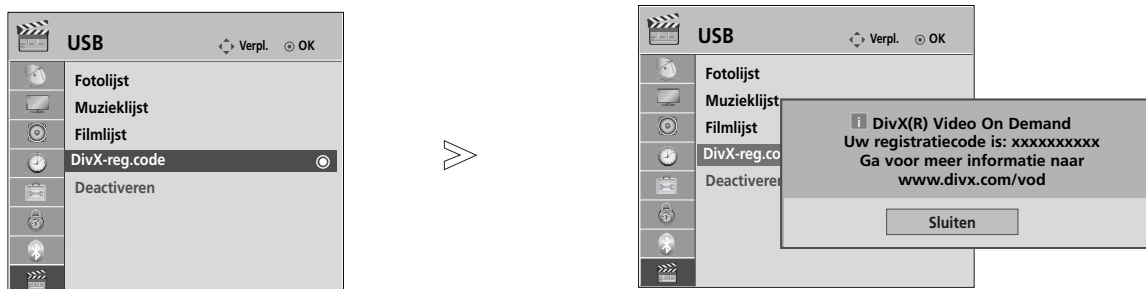 USB Verpl. OK
Fotolijst
Muzieklijst
Filmlijst
DivX-reg.code
Deactiveren
USB Verpl. OK
Fotolijst
Muzieklijst
Filmlijst
DivX-reg.co
Deactiveren
i DivX(R) Video On Demand
Uw registratiecode is: xxxxxxxxxx
Ga voor meer informatie naar
www.divx.com/vod
Sluiten